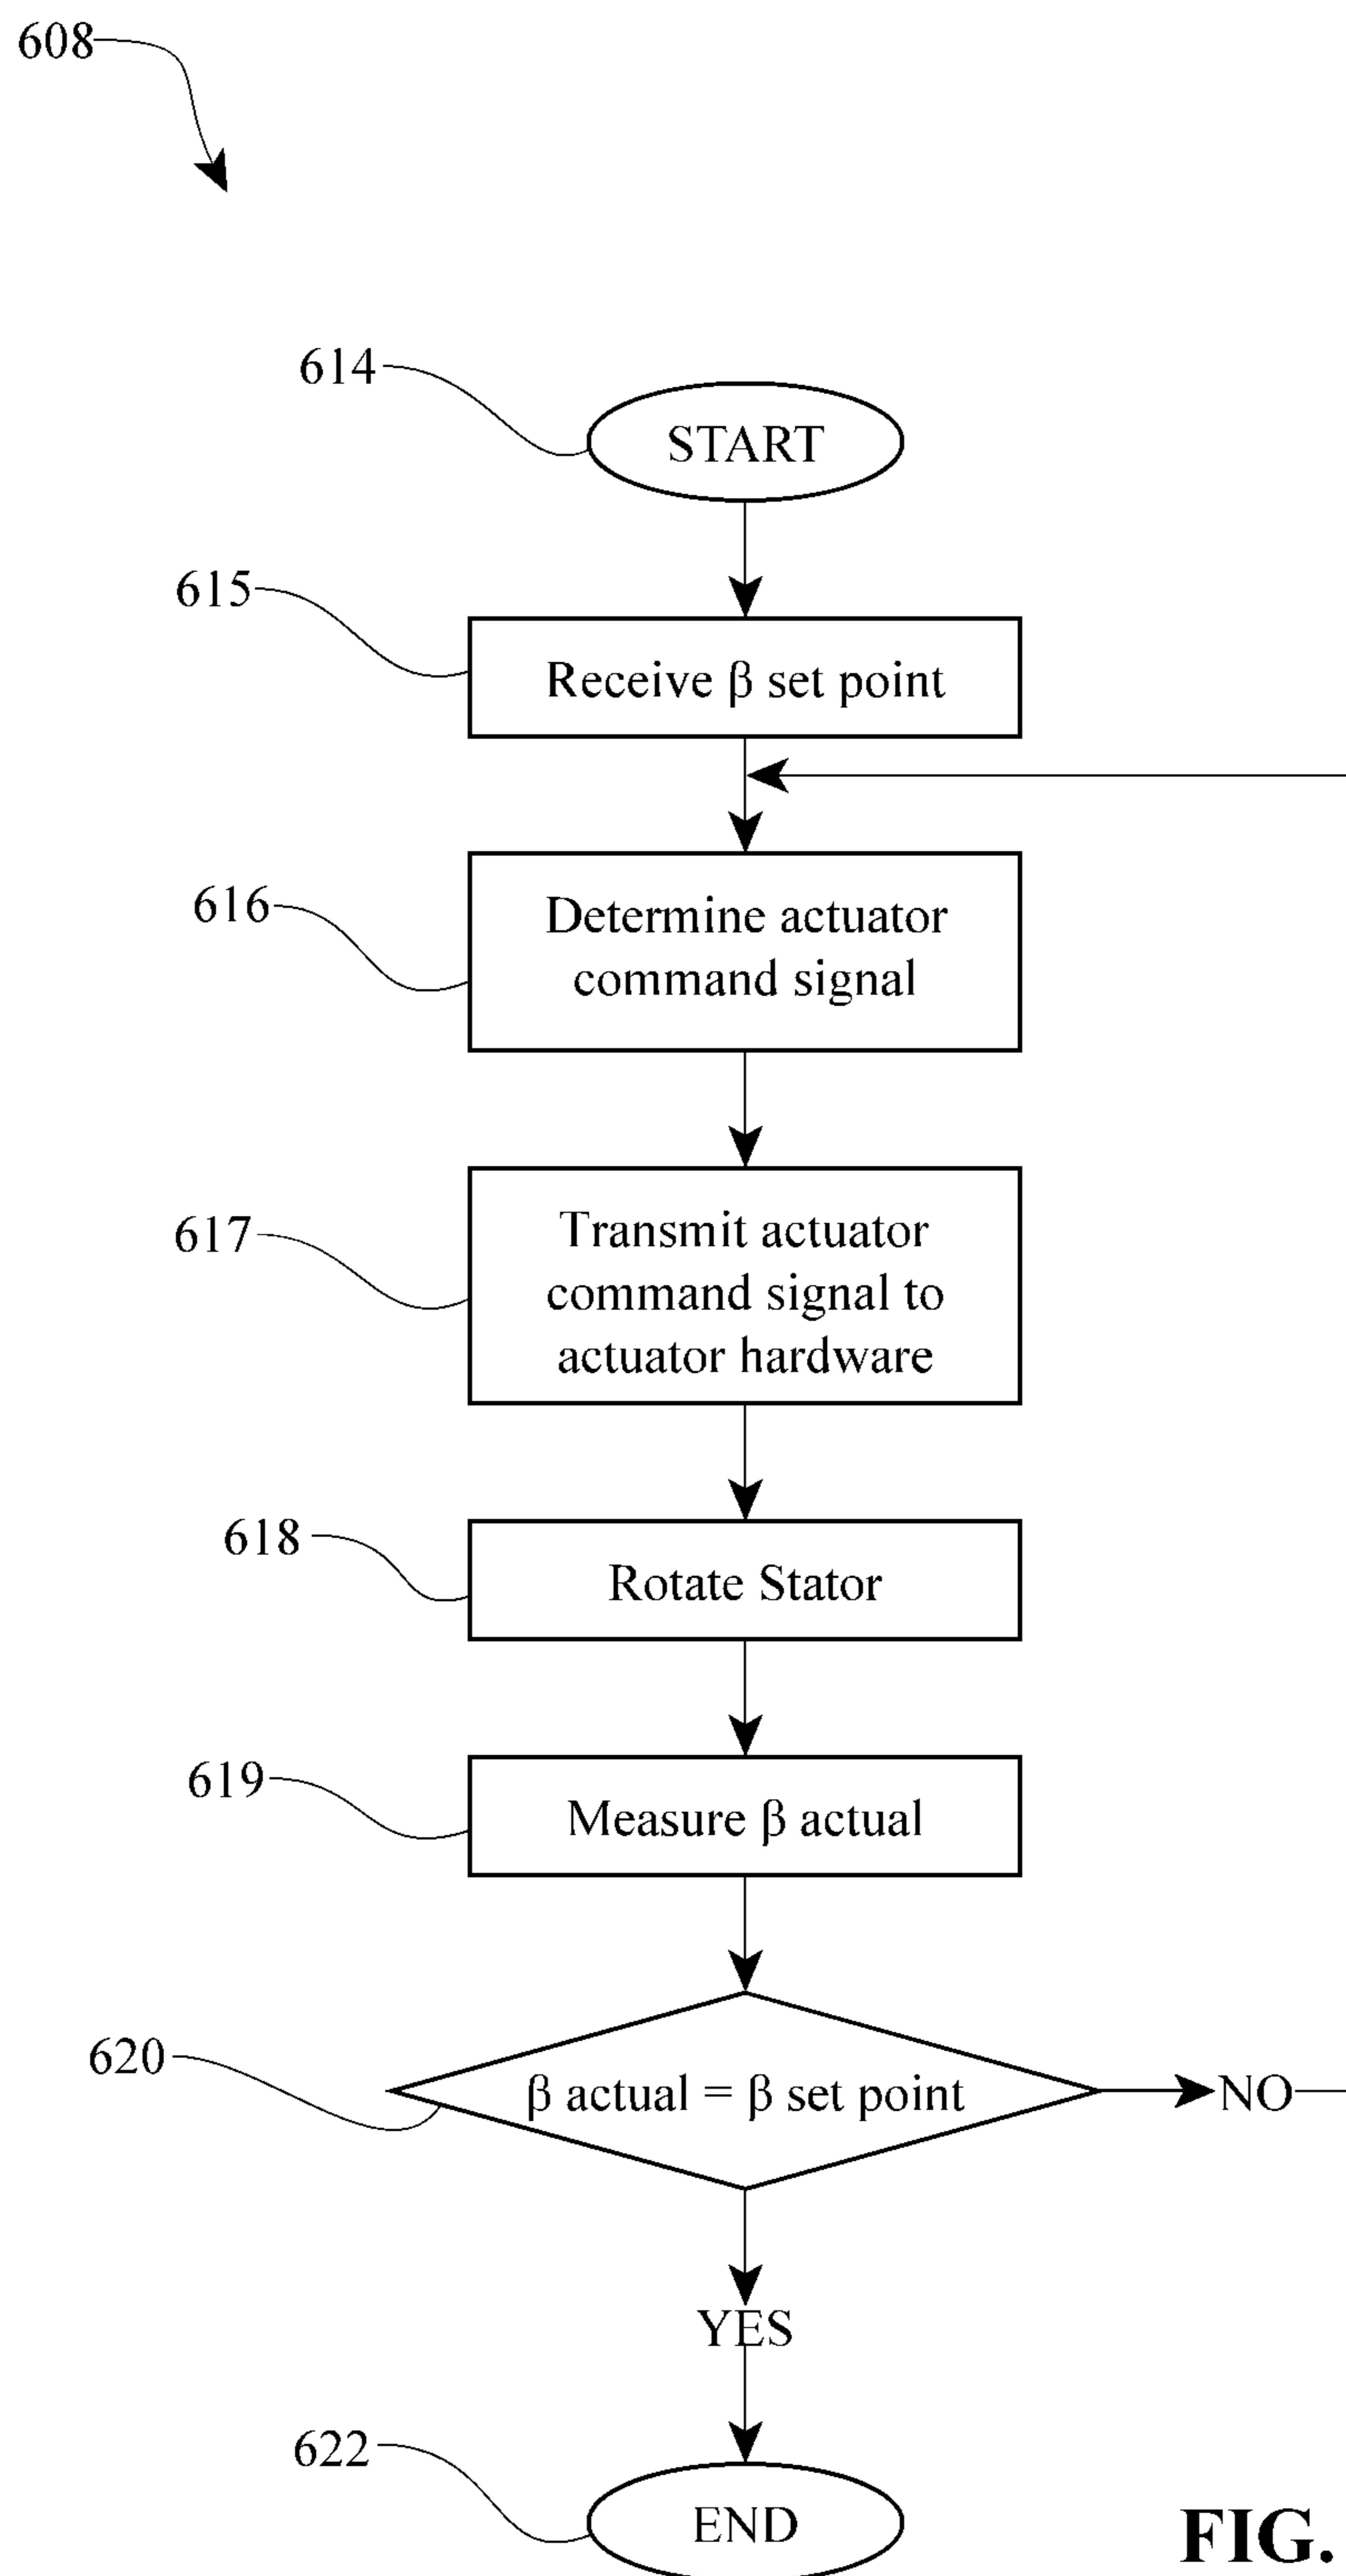 608
614
START
615
Receive β set point
616
Determine actuator
command signal
617
Transmit actuator
command signal to
actuator hardware
618
Rotate Stator
619
Measure β actual
620
β actual = β set point
NO
YES
622
END
FIG.